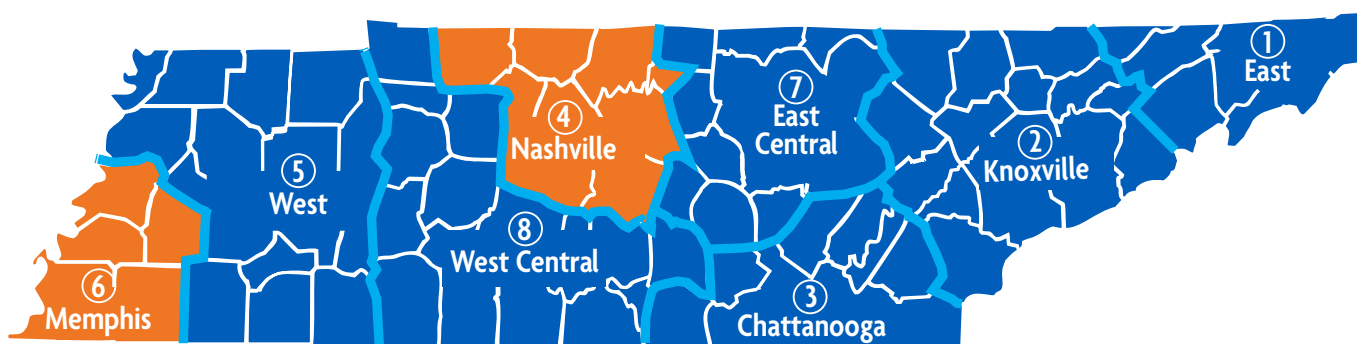 ①
East
⑦
East
Central
④
Nashville
②
Knoxville
⑤
West
⑧
West Central
⑥
Memphis
③
Chattanooga